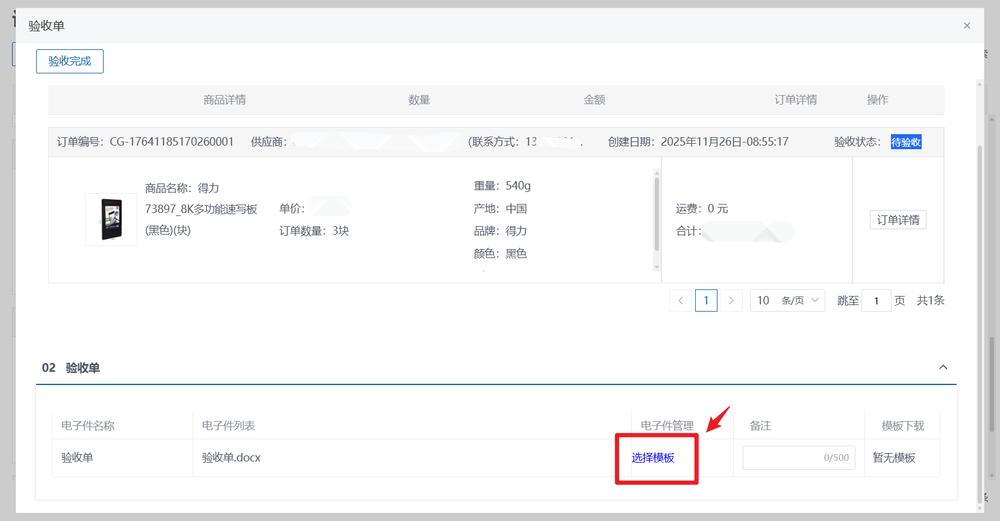 验收单
验收完成
商品详情 数量 金额 订单详情 操作
订单编号：CG-17641185170260001 供应商： (联系方式：13 创建日期：2025年11月26日-08:55:17 验收状态： 待验收
商品名称：得力
73897_8K多功能速写板
(黑色)(块)
单价：
订单数量：3块
重量：540g
产地：中国
品牌：得力
颜色：黑色
运费：0 元
合计：
订单详情
1 10 条/页 跳至 1 页 共1条
02 验收单
电子件名称 电子件列表 电子件管理 备注 模板下载
验收单 验收单.docx 选择模板 0/500 暂无模板